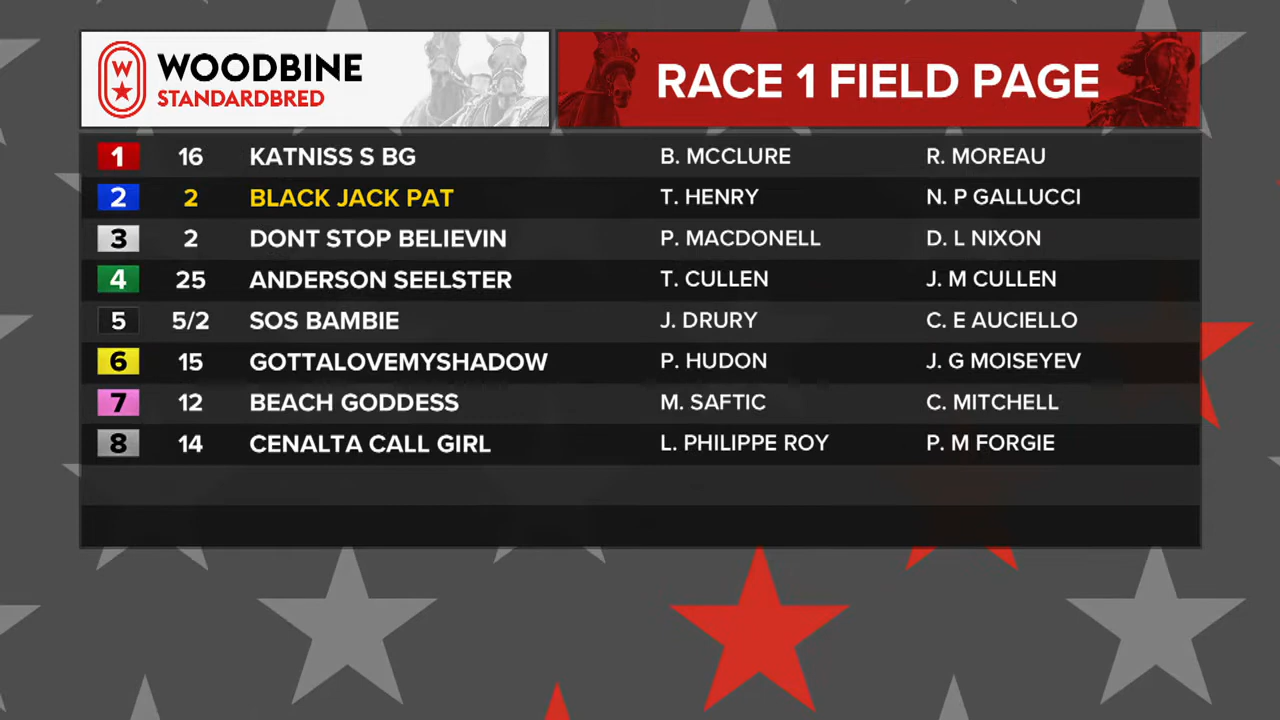 W
WOODBINE
STANDARDBRED
RACE 1 FIELD PAGE
1 16 KATNISS S BG B. MCCLURE R. MOREAU
2 2 BLACK JACK PAT T. HENRY N. P GALLUCCI
3 2 DONT STOP BELIEVIN P. MACDONELL D. L NIXON
4 25 ANDERSON SEELSTER T. CULLEN J. M CULLEN
5 5/2 SOS BAMBIE J. DRURY C. E AUCIELLO
6 15 GOTTALOVEMYSHADOW P. HUDON J. G MOISEYEV
7 12 BEACH GODDESS M. SAFTIC C. MITCHELL
8 14 CENALTA CALL GIRL L. PHILIPPE ROY P. M FORGIE